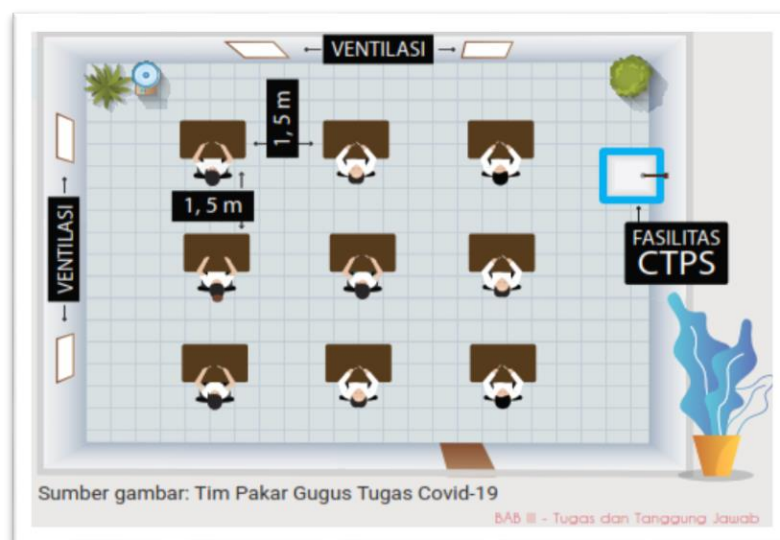 VENTILASI
1, 5 m
1, 5 m
VENTILASI
FASILITAS
CTPS
Sumber gambar: Tim Pakar Gugus Tugas Covid-19
BAB III - Tugas dan Tanggung Jawab